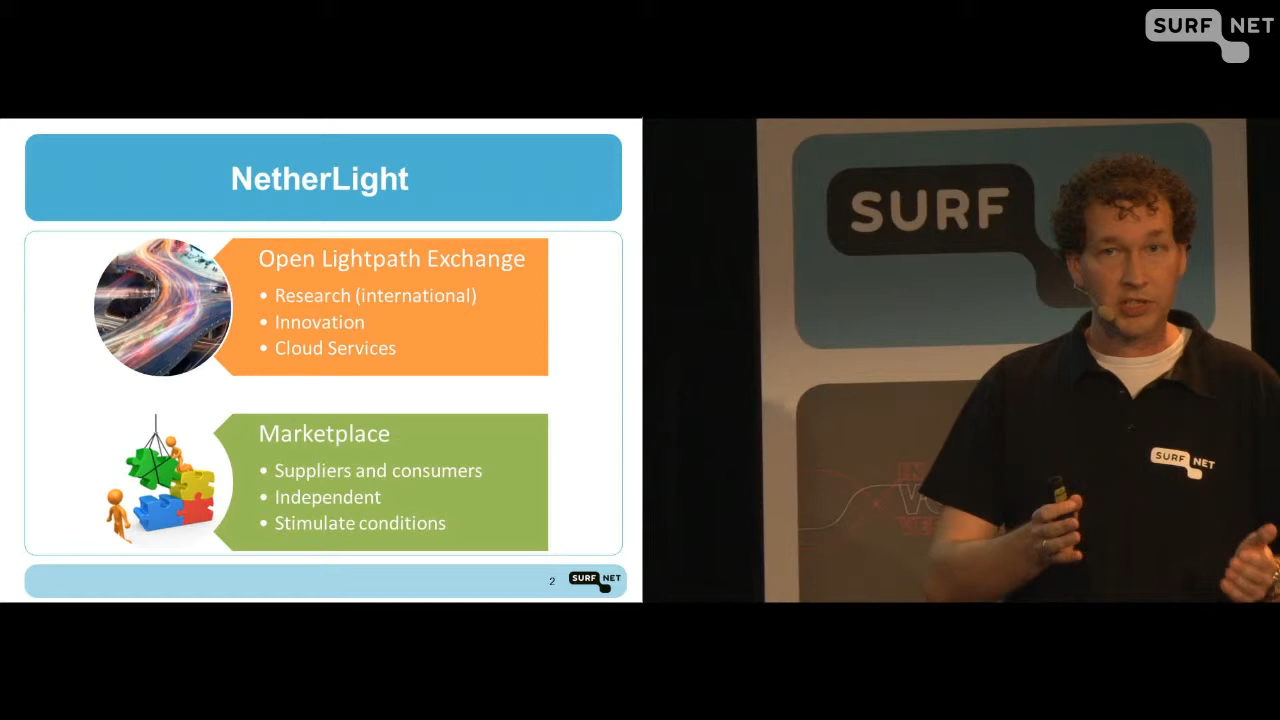 SURF NET
NetherLight
Open Lightpath Exchange
• Research (international)
• Innovation
• Cloud Services
Marketplace
• Suppliers and consumers
• Independent
• Stimulate conditions
2
SURF NET
SURF
SURF NET